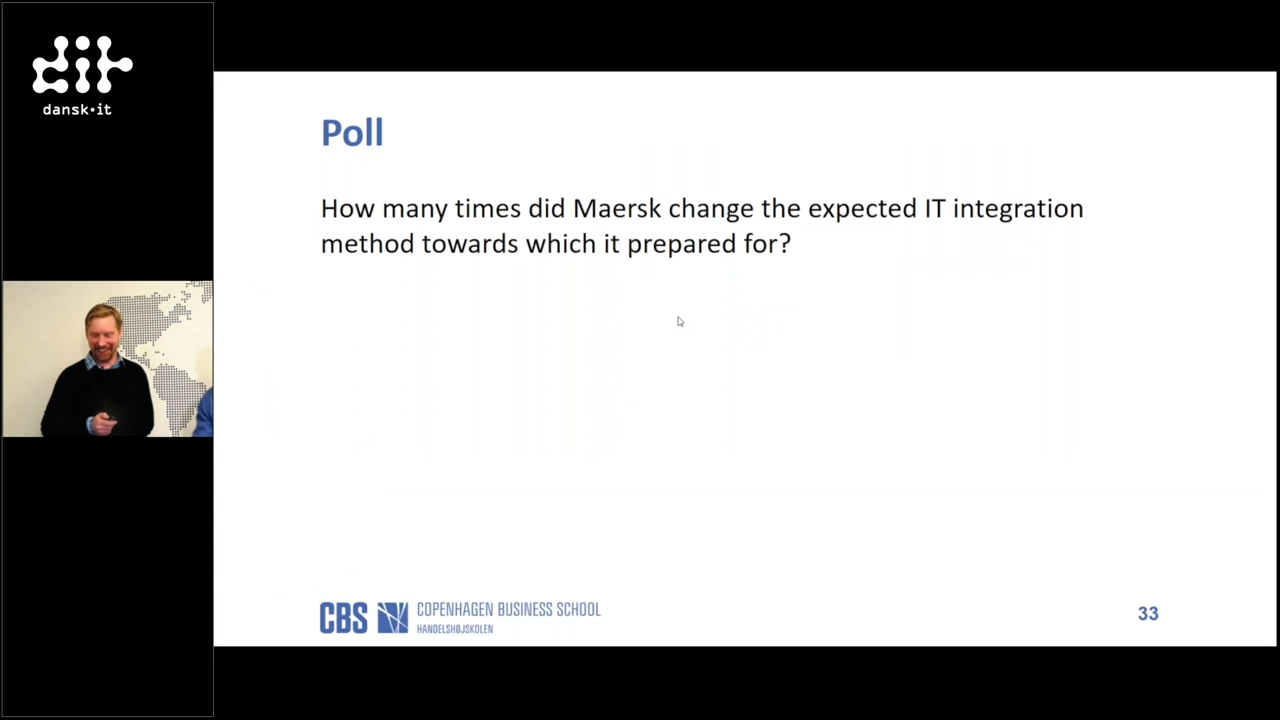 dit
dansk·it
Poll
How many times did Maersk change the expected IT integration
method towards which it prepared for?
CBS COPENHAGEN BUSINESS SCHOOL
HANDELSHØJSKOLEN
33